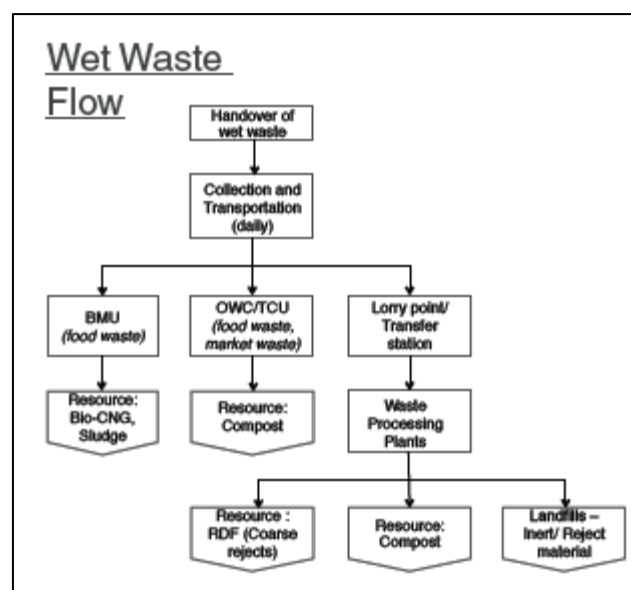 Wet Waste
Flow
Handover of
wet waste
Collection and
Transportation
(daily)
BMU
(food waste)
OWC/TCU
(food waste,
market waste)
Lorry point/
Transfer
station
Resource:
Bio-CNG,
Sludge
Resource:
Compost
Waste
Processing
Plants
Resource :
RDF (Coarse
rejects)
Resource:
Compost
Landfills –
Inert/ Reject
material